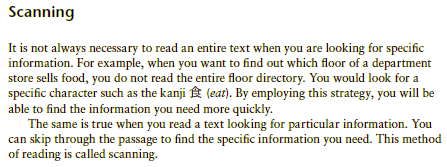 Scanning
It is not always necessary to read an entire text when you are looking for specific
information. For example, when you want to find out which floor of a department
store sells food, you do not read the entire floor directory. You would look for a
specific character such as the kanji 食 (eat). By employing this strategy, you will be
able to find the information you need more quickly.
The same is true when you read a text looking for particular information. You
can skip through the passage to find the specific information you need. This method
of reading is called scanning.